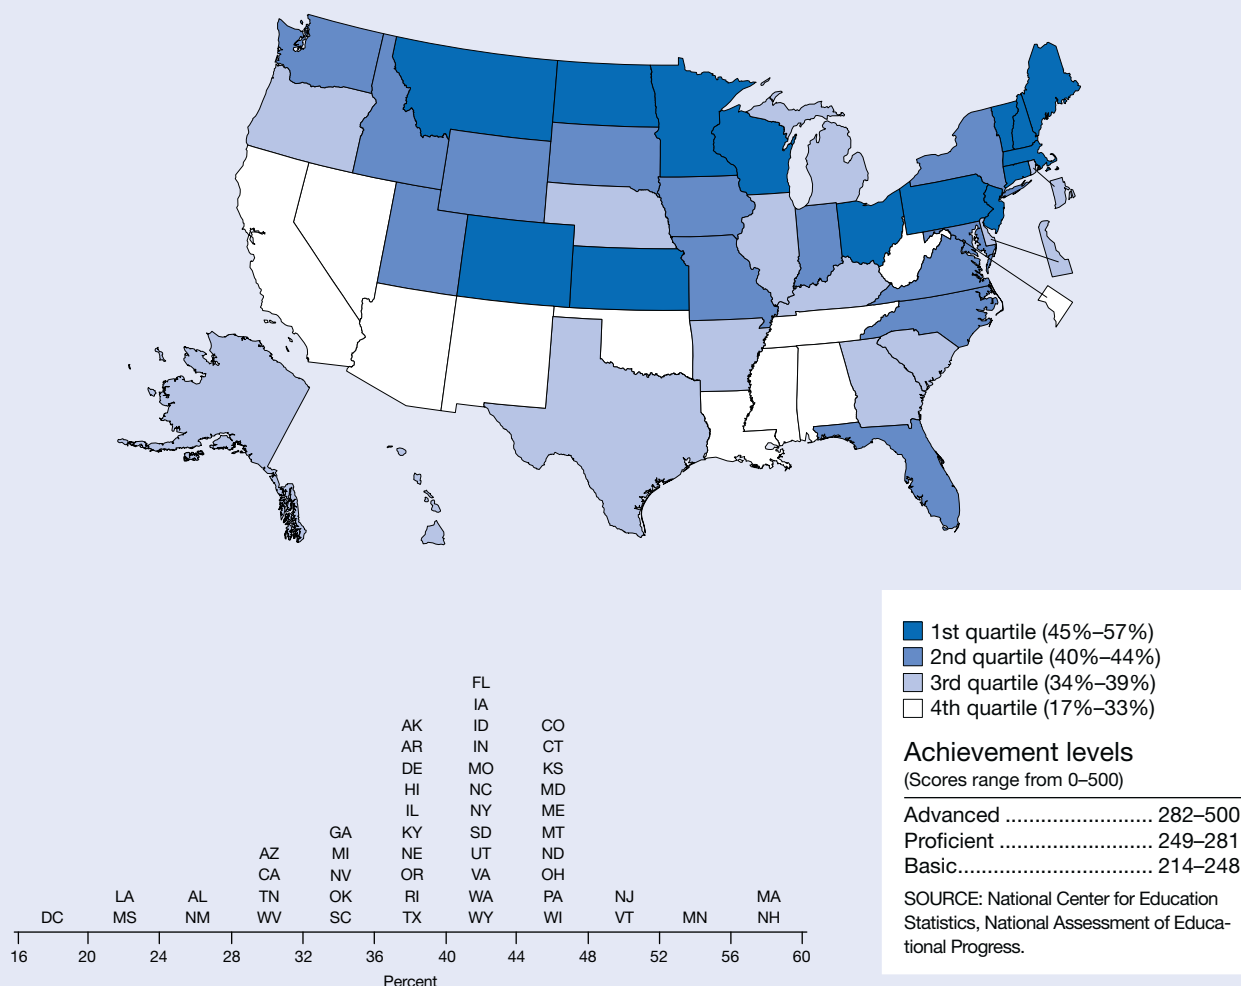 1st quartile (45%–57%)
2nd quartile (40%–44%)
3rd quartile (34%–39%)
4th quartile (17%–33%)
Achievement levels
(Scores range from 0–500)
Advanced .......................... 282–500
Proficient ........................... 249–281
Basic.................................. 214–248
SOURCE: National Center for Education
Statistics, National Assessment of Educa-
tional Progress.
FL
IA
AK ID CO
AR IN CT
DE MO KS
HI NC MD
IL NY ME
GA KY SD MT
AZ MI NE UT ND
CA NV OR VA OH
LA AL TN OK RI WA PA NJ MA
DC MS NM WV SC TX WY WI VT MN NH
16 20 24 28 32 36 40 44 48 52 56 60
Percent